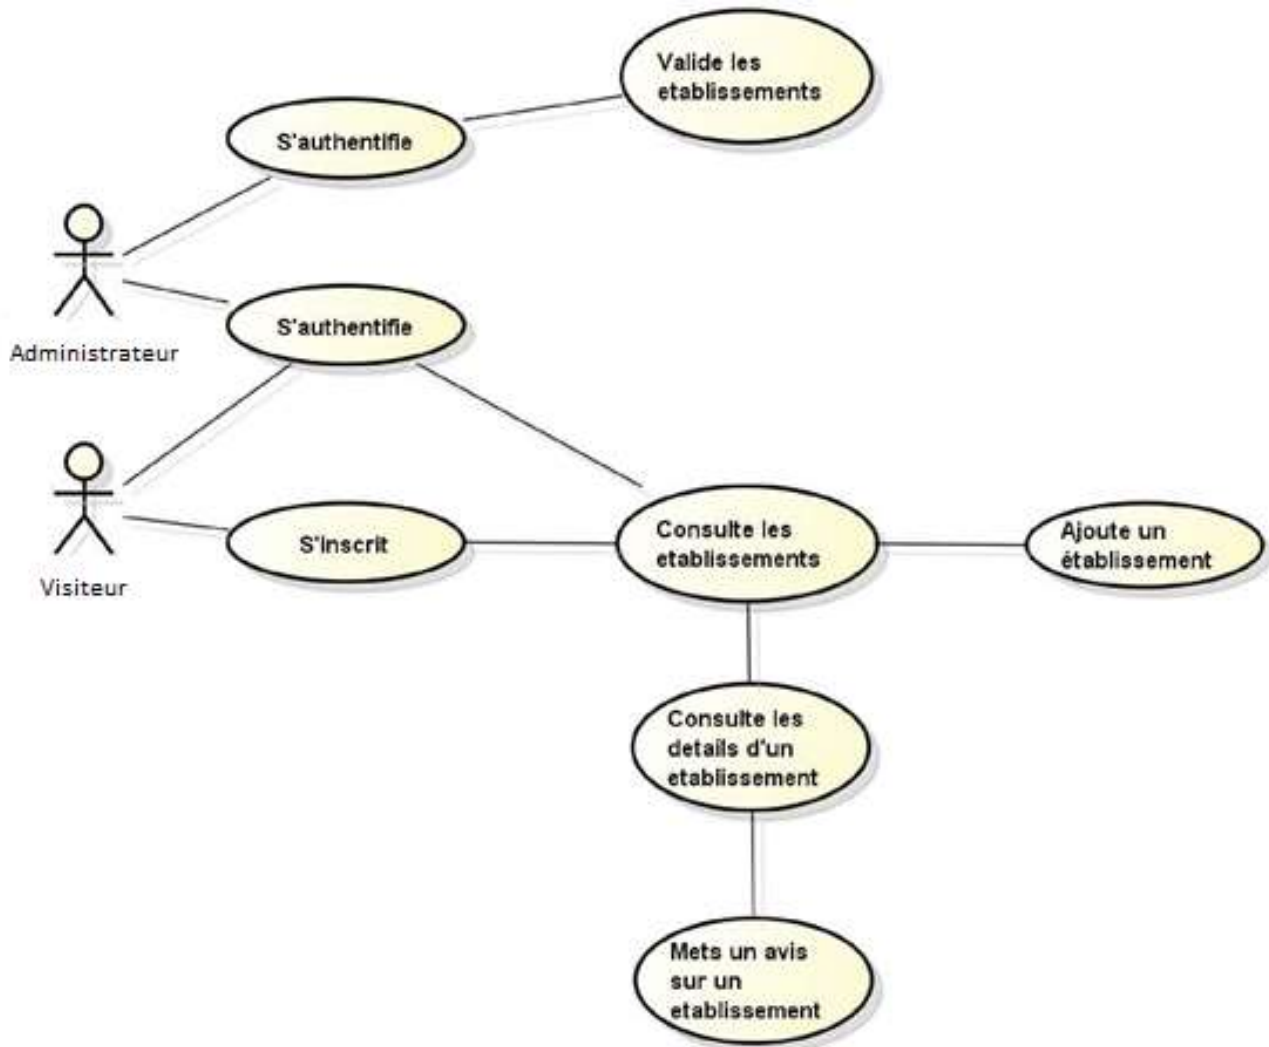 Valide les
etablissements
S'authentifie
Administrateur
S'authentifie
Visiteur
S'inscrit
Consulte les
etablissements
Ajoute un
établissement
Consulte les
details d'un
etablissement
Mets un avis
sur un
etablissement